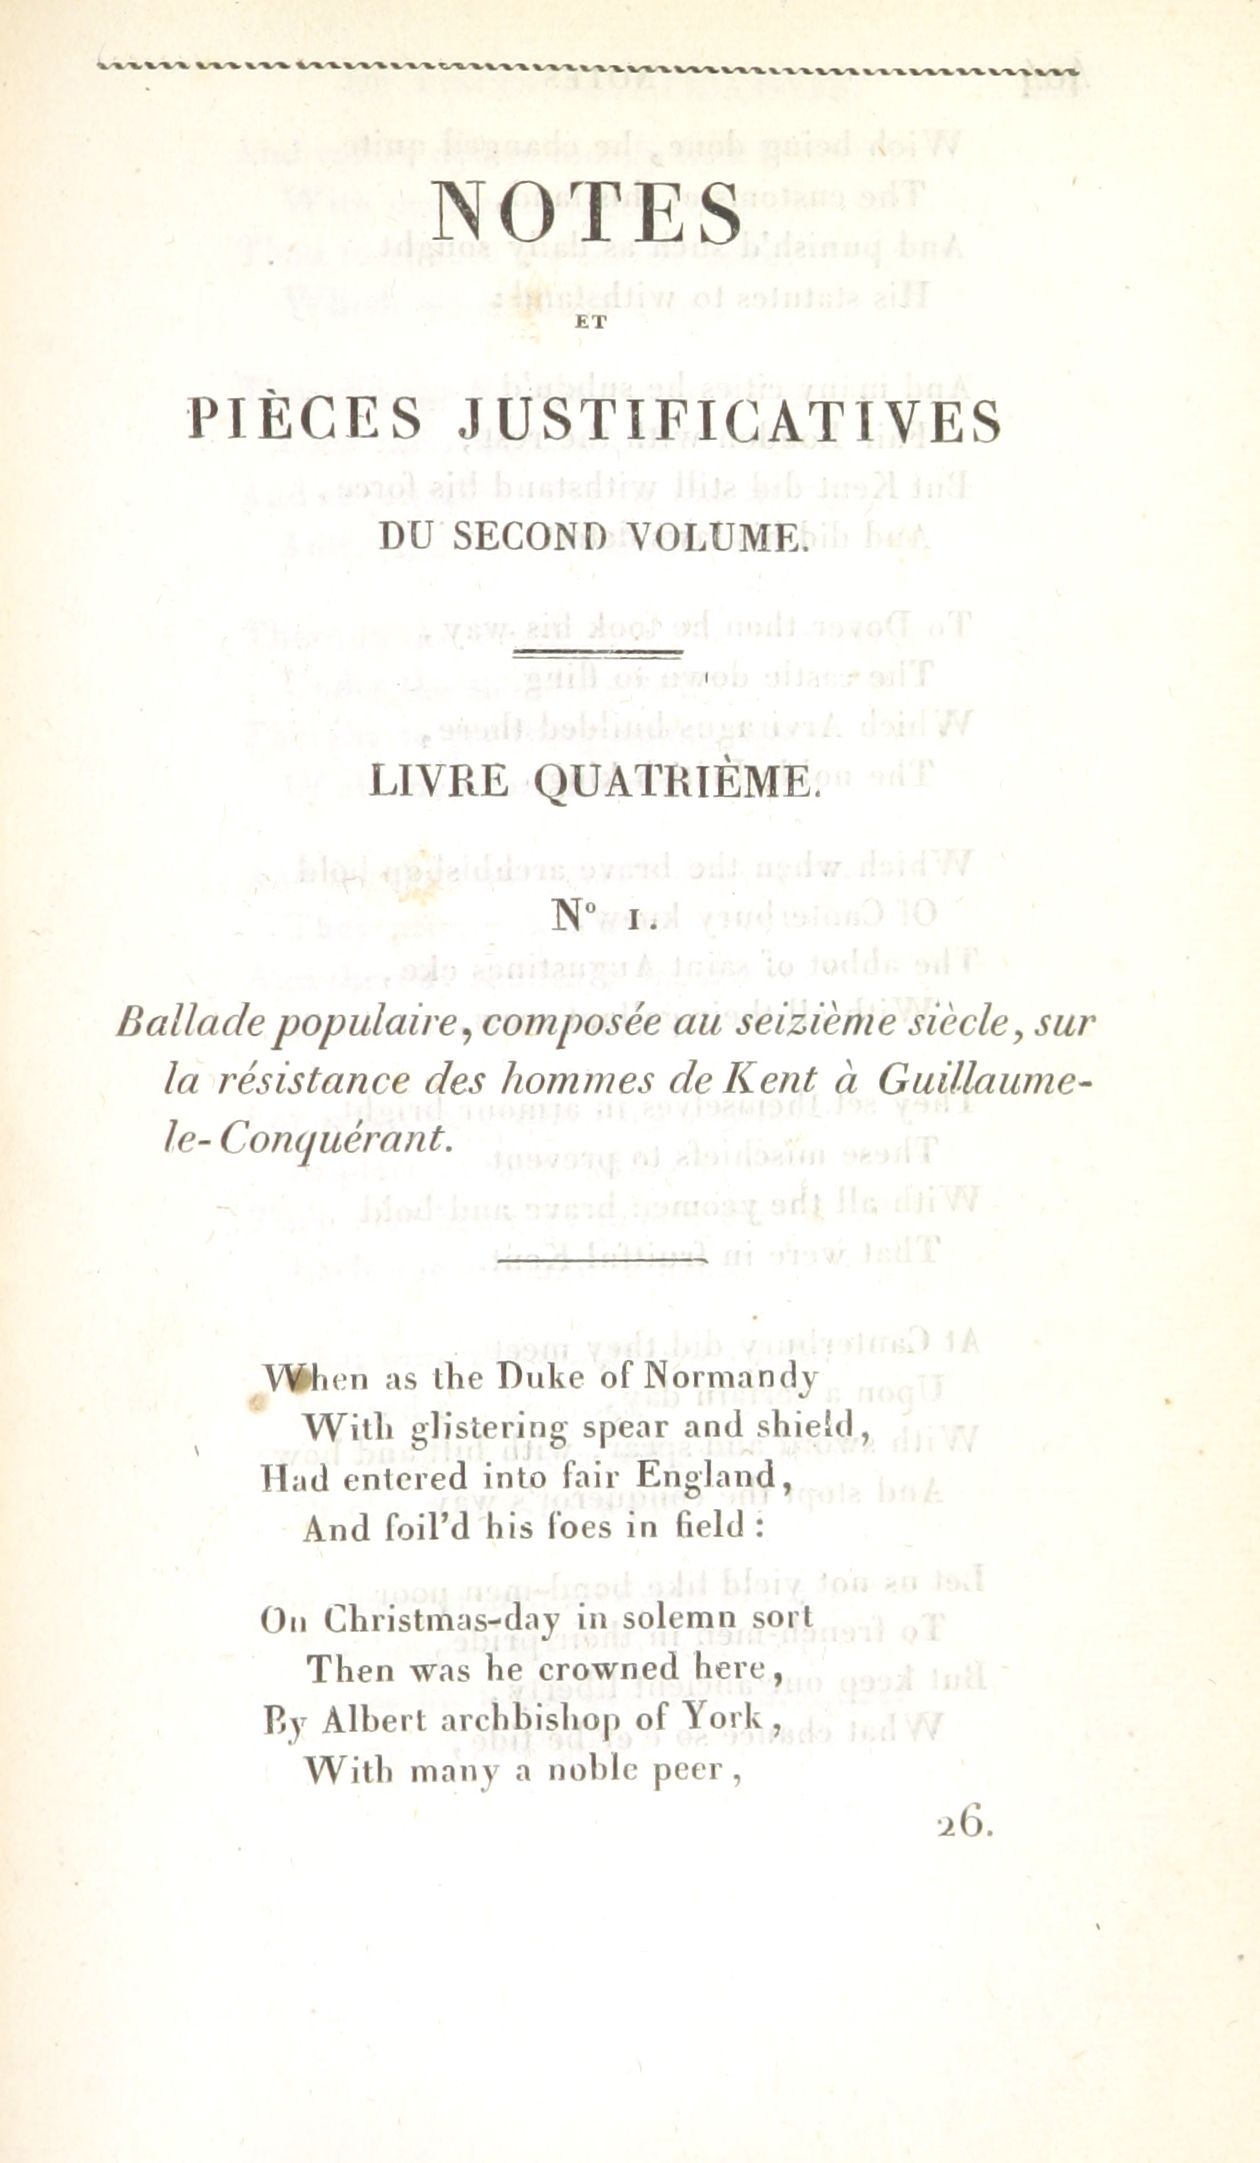 NOTES
ET
PIÈCES JUSTIFICATIVES
DU SECOND VOLUME.
LIVRE QUATRIÈME.
N° 1.
Ballade populaire, composée au seizième siècle, sur
la résistance des hommes de Kent à Guillaume-
le-Conquérant.
When as the Duke of Normandy
With glistering spear and shield,
Had entered into fair England,
And foil'd his foes in field :
On Christmas-day in solemn sort
Then was he crowned here,
By Albert archbishop of York,
With many a noble peer,
26.